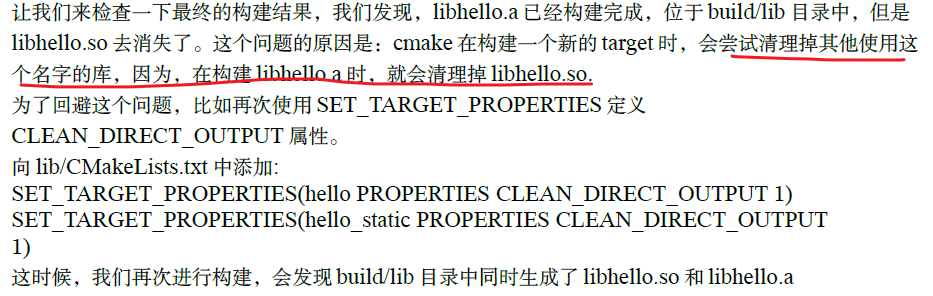 让我们来检查一下最终的构建结果，我们发现，libhello.a 已经构建完成，位于 build/lib 目录中，但是
libhello.so 去消失了。这个问题的原因是：cmake 在构建一个新的 target 时，会尝试清理掉其他使用这
个名字的库，因为，在构建 libhello.a 时，就会清理掉 libhello.so.
为了回避这个问题，比如再次使用 SET_TARGET_PROPERTIES 定义
CLEAN_DIRECT_OUTPUT 属性。
向 lib/CMakeLists.txt 中添加:
SET_TARGET_PROPERTIES(hello PROPERTIES CLEAN_DIRECT_OUTPUT 1)
SET_TARGET_PROPERTIES(hello_static PROPERTIES CLEAN_DIRECT_OUTPUT
1)
这时候，我们再次进行构建，会发现 build/lib 目录中同时生成了 libhello.so 和 libhello.a